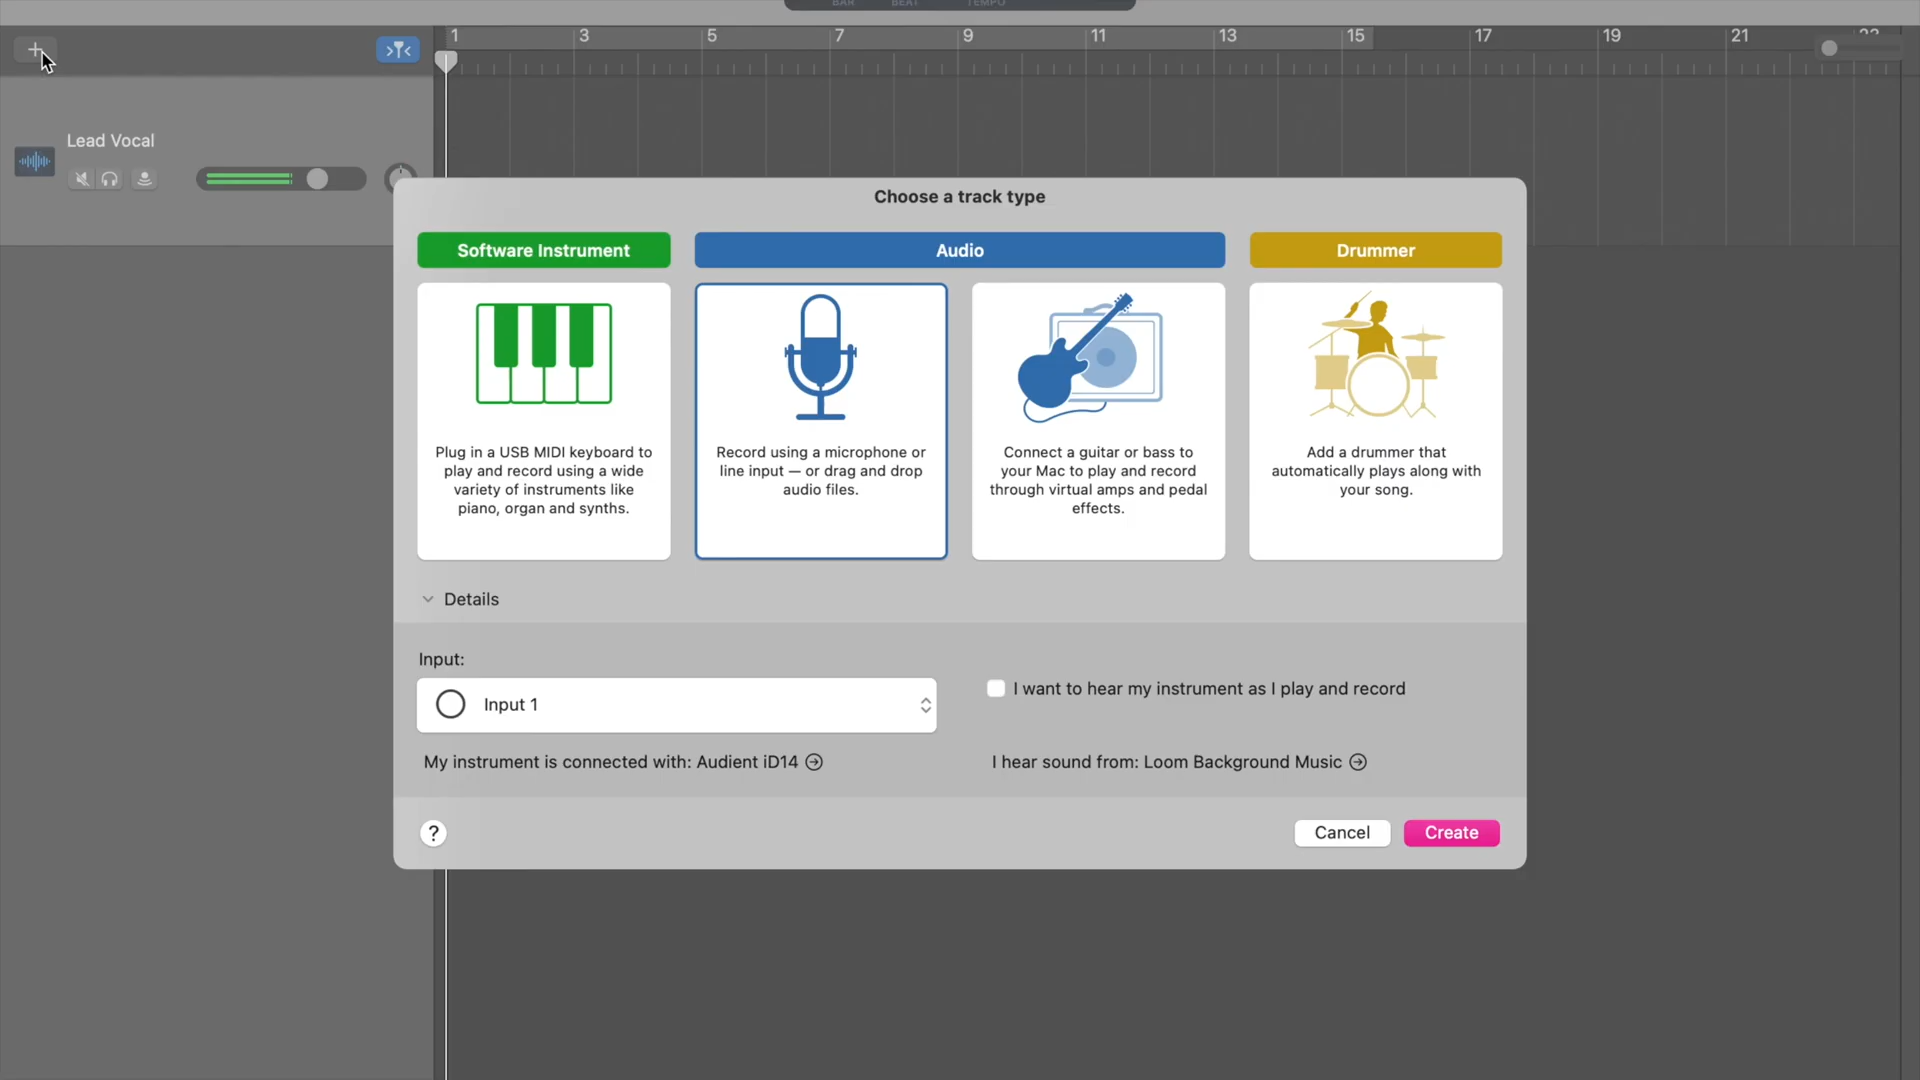 BAR BEAT TEMPO
1 3 5 7 9 11 13 15 17 19 21
Lead Vocal
Choose a track type
Software Instrument
Audio
Drummer
Plug in a USB MIDI keyboard to
play and record using a wide
variety of instruments like
piano, organ and synths.
Record using a microphone or
line input — or drag and drop
audio files.
Connect a guitar or bass to
your Mac to play and record
through virtual amps and pedal
effects.
Add a drummer that
automatically plays along with
your song.
Details
Input:
Input 1
I want to hear my instrument as I play and record
My instrument is connected with: Audient iD14
I hear sound from: Loom Background Music
?
Cancel
Create